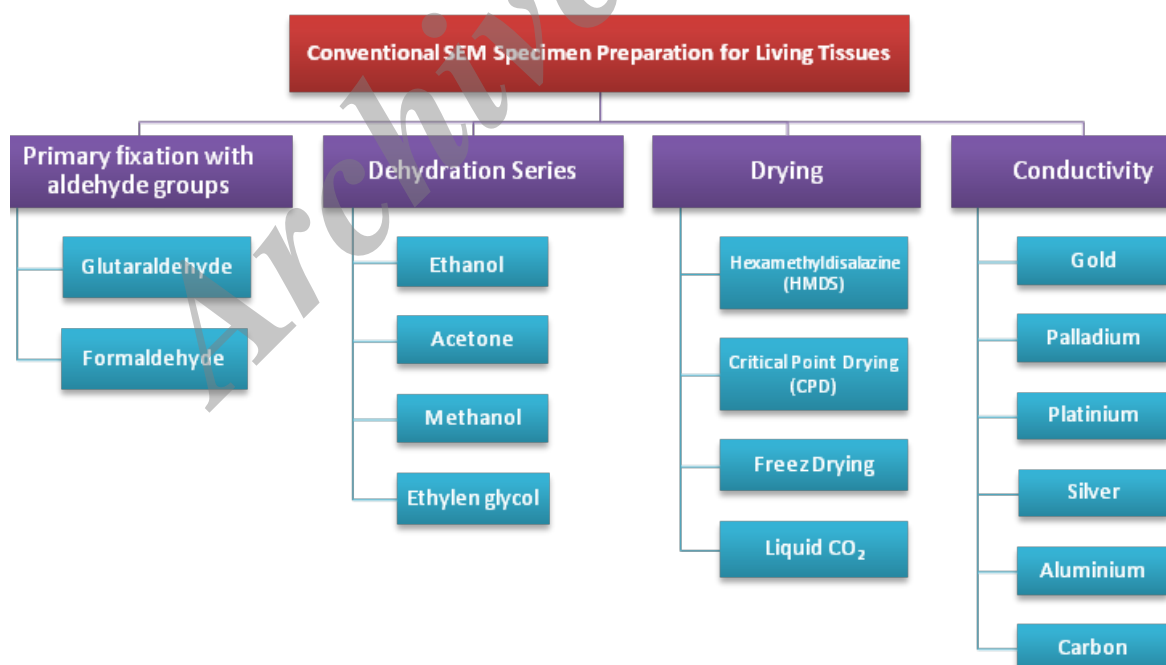 Conventional SEM Specimen Preparation for Living Tissues
Primary fixation with
aldehyde groups
Glutaraldehyde
Formaldehyde
Dehydration Series
Ethanol
Acetone
Methanol
Ethylen glycol
Drying
Hexamethyldisalazine
(HMDS)
Critical Point Drying
(CPD)
Freez Drying
Liquid CO₂
Conductivity
Gold
Palladium
Platinium
Silver
Aluminium
Carbon
Archive